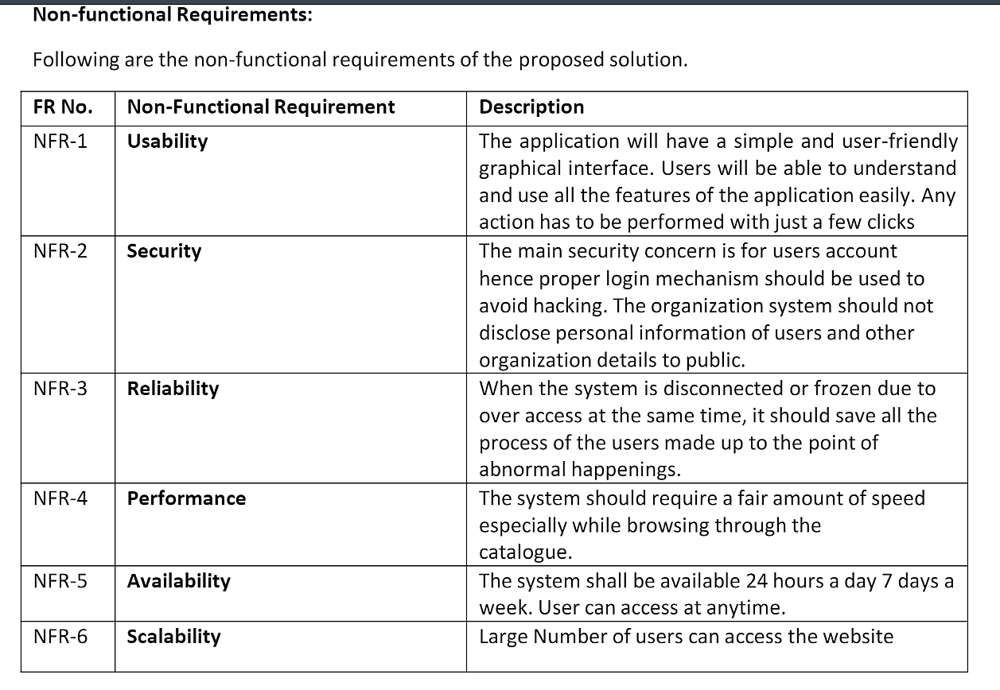 Non-functional Requirements:
Following are the non-functional requirements of the proposed solution.
FR No. Non-Functional Requirement Description
NFR-1 Usability The application will have a simple and user-friendly
graphical interface. Users will be able to understand
and use all the features of the application easily. Any
action has to be performed with just a few clicks
NFR-2 Security The main security concern is for users account
hence proper login mechanism should be used to
avoid hacking. The organization system should not
disclose personal information of users and other
organization details to public.
NFR-3 Reliability When the system is disconnected or frozen due to
over access at the same time, it should save all the
process of the users made up to the point of
abnormal happenings.
NFR-4 Performance The system should require a fair amount of speed
especially while browsing through the
catalogue.
NFR-5 Availability The system shall be available 24 hours a day 7 days a
week. User can access at anytime.
NFR-6 Scalability Large Number of users can access the website